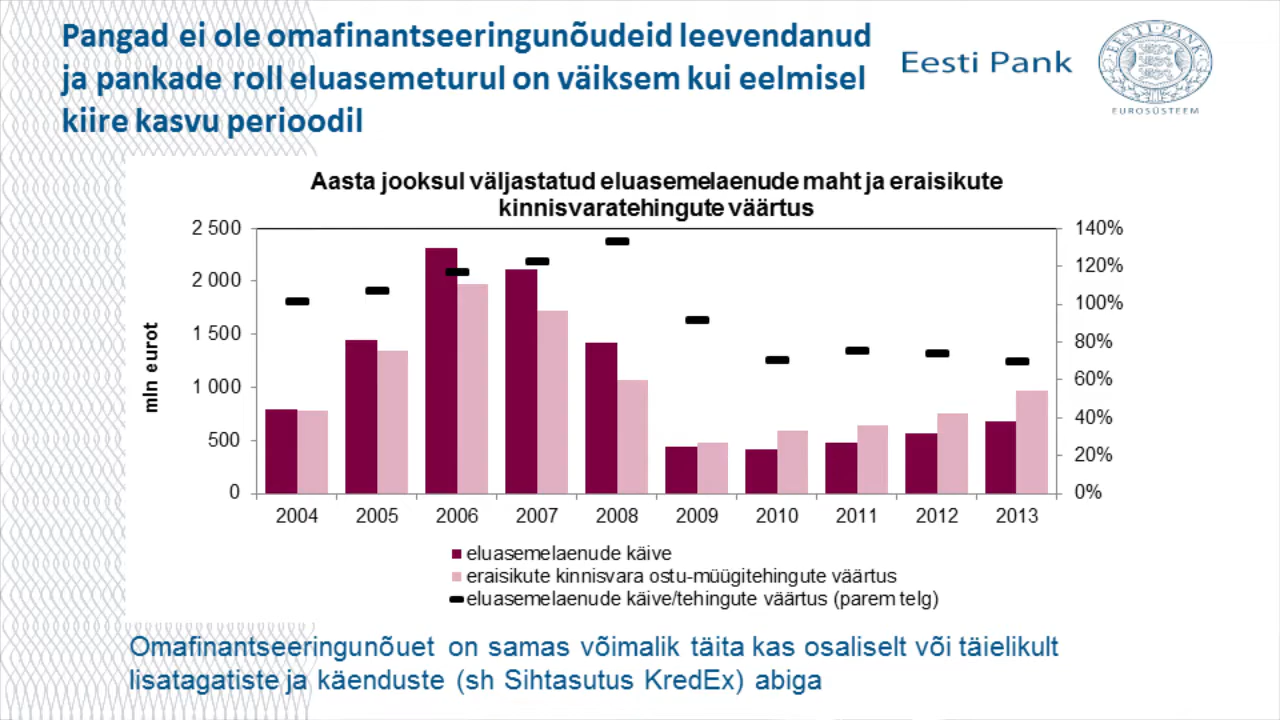 Pangad ei ole omafinantseeringunõudeid leevendanud
ja pankade roll eluasemeturul on väiksem kui eelmisel
kiire kasvu perioodil
Eesti Pank
EESTI PANK
EUROSÜSTEEM
Aasta jooksul väljastatud eluasemelaenude maht ja eraisikute
kinnisvaratehingute väärtus
mln eurot
2 500
2 000
1 500
1 000
500
0
140%
120%
100%
80%
60%
40%
20%
0%
2004 2005 2006 2007 2008 2009 2010 2011 2012 2013
eluasemelaenude käive
eraisikute kinnisvara ostu-müügitehingute väärtus
eluasemelaenude käive/tehingute väärtus (parem telg)
Omafinantseeringunõuet on samas võimalik täita kas osaliselt või täielikult
lisatagatiste ja käenduste (sh Sihtasutus KredEx) abiga